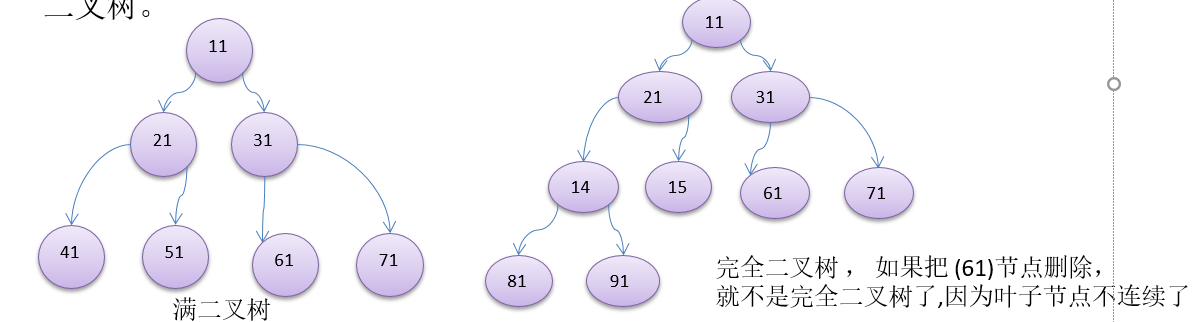 二叉树。
11
21 31
41 51 61 71
满二叉树
11
21 31
14 15 61 71
81 91
完全二叉树， 如果把 (61)节点删除，
就不是完全二叉树了,因为叶子节点不连续了